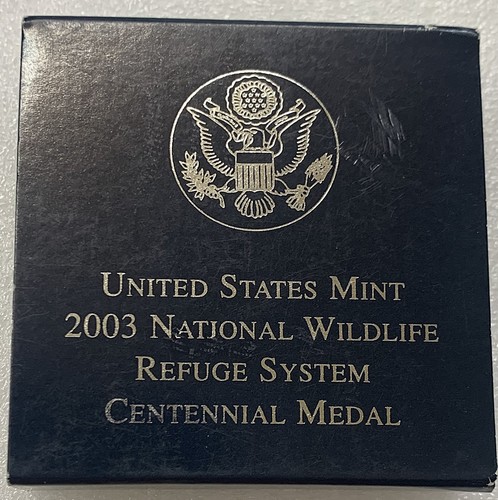 United States Mint
2003 National Wildlife
Refuge System
Centennial Medal